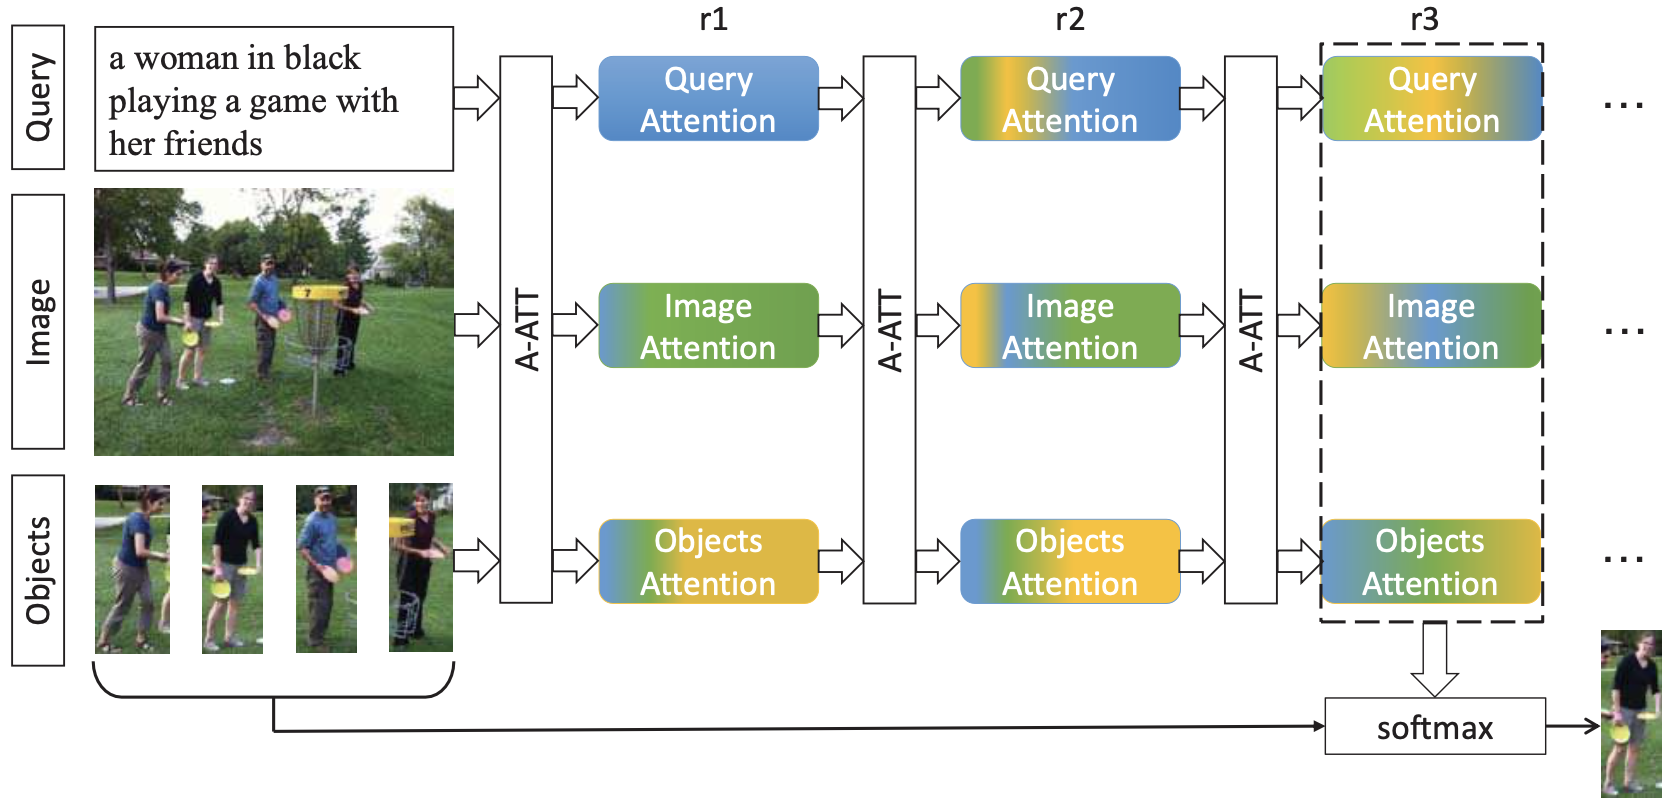 r1
r2
r3
Query
a woman in black
playing a game with
her friends
Query
Attention
Query
Attention
Query
Attention
...
Image
A-ATT
Image
Attention
A-ATT
Image
Attention
A-ATT
Image
Attention
...
Objects
Objects
Attention
Objects
Attention
Objects
Attention
...
softmax